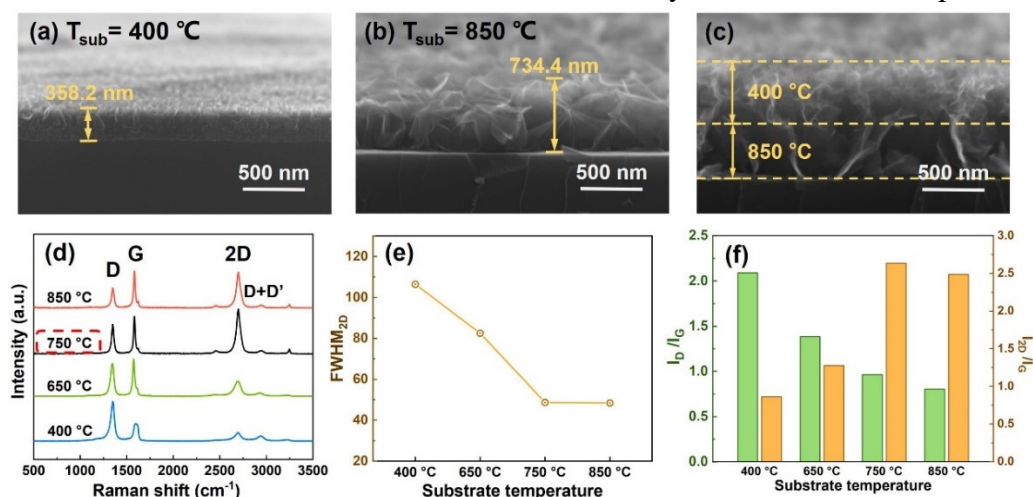 (a) Tsub= 400 ℃
358.2 nm
500 nm
(b) Tsub= 850 ℃
734.4 nm
500 nm
(c)
400 °C
850 °C
500 nm
(d)
D
G
2D
D+D’
850 °C
750 °C
650 °C
400 °C
Intensity (a.u.)
500 1000 1500 2000 2500 3000 3500
Raman shift (cm-1)
(e)
120
100
80
60
40
20
FWHM2D
400 °C 650 °C 750 °C 850 °C
Substrate temperature
(f)
2.5
2.0
1.5
1.0
0.5
0.0
ID /IG
3.0
2.5
2.0
1.5
1.0
0.5
0.0
I2D/IG
400 °C 650 °C 750 °C 850 °C
Substrate temperature